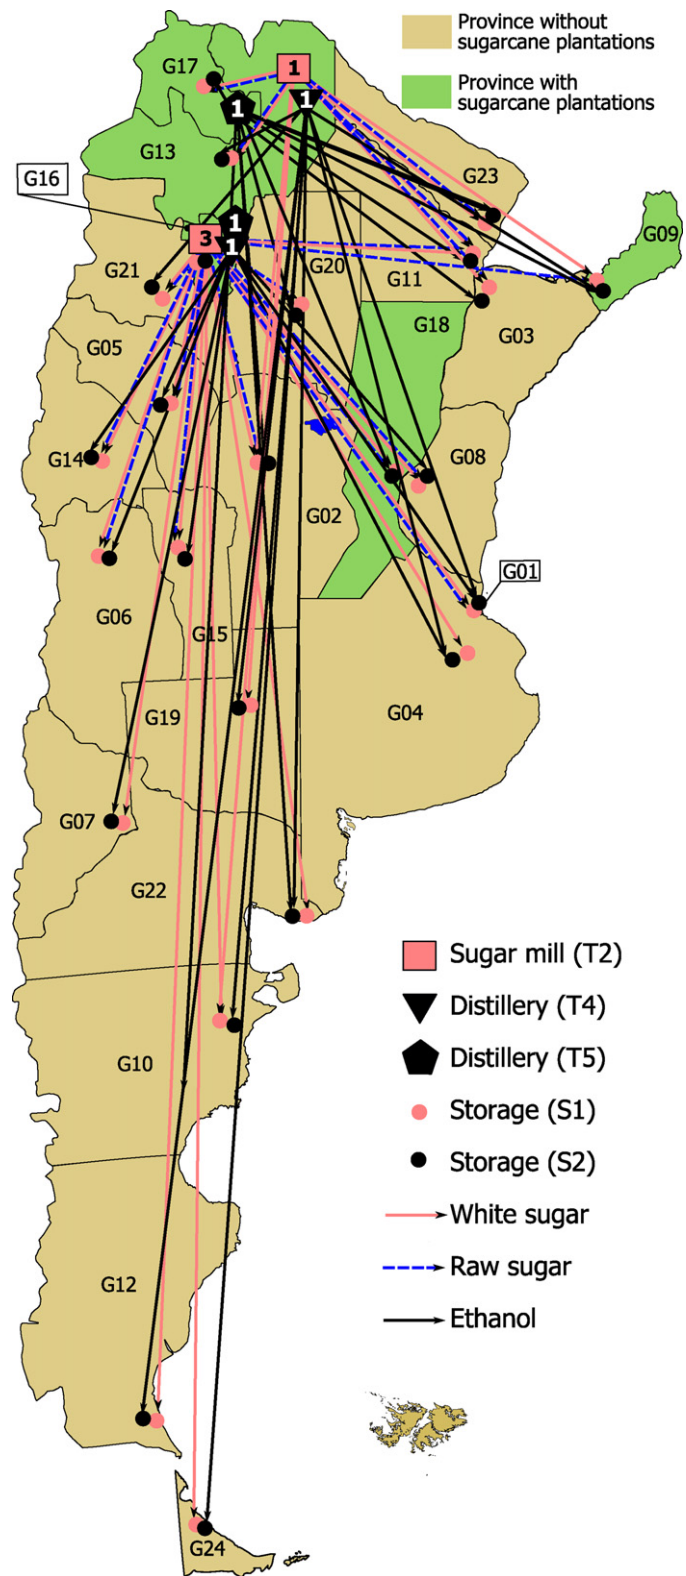 Province without
sugarcane plantations
Province with
sugarcane plantations
G17
1
1
1
G13
G16
G23
G09
1
3
1
G21
G20
G11
G18
G03
G05
G14
G08
G02
G01
G06
G15
G04
G19
G07
G22
G10
G12
G24
Sugar mill (T2)
Distillery (T4)
Distillery (T5)
Storage (S1)
Storage (S2)
White sugar
Raw sugar
Ethanol